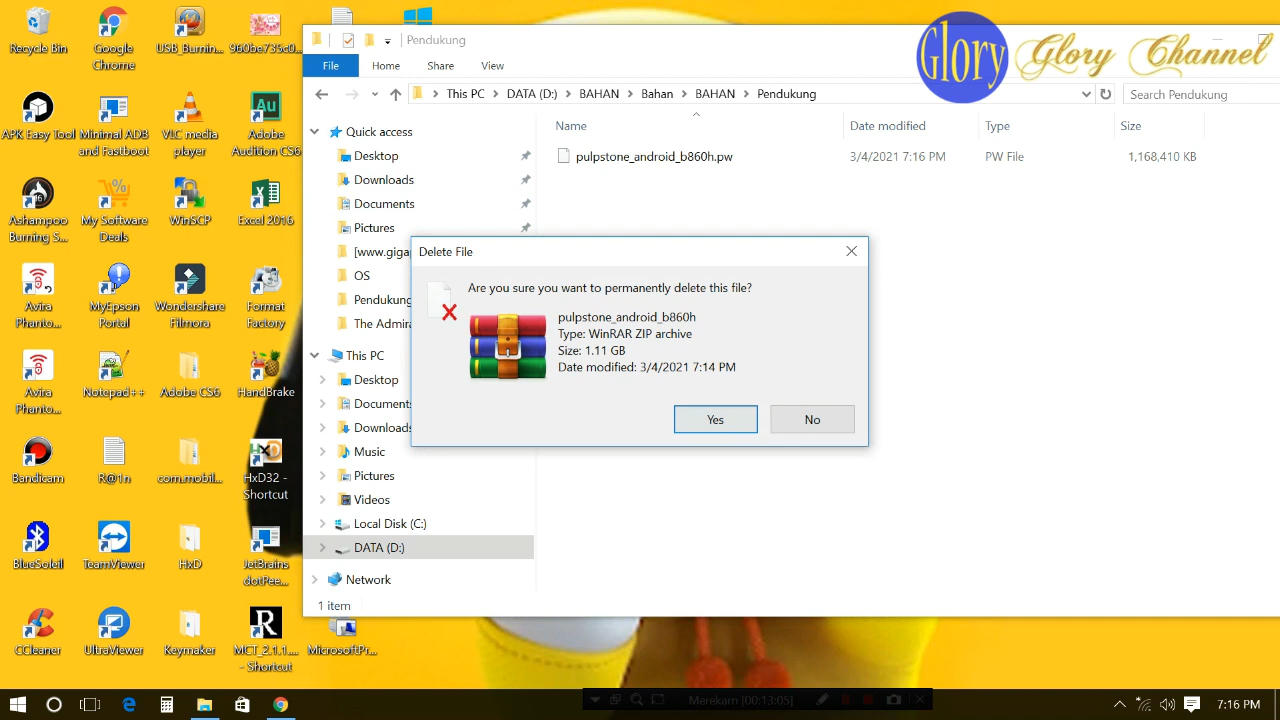 Recycle Bin
Google
Chrome
USB_Burnin...
960be735c0...
APK Easy Tool
Minimal ADB
and Fastboot
VLC media
player
Adobe
Audition CS6
Ashampoo
Burning S...
My Software
Deals
WinSCP
Excel 2016
Avira
Phanto...
MyEpson
Portal
Wondershare
Filmora
Format
Factory
Avira
Phanto...
Notepad++
Adobe CS6
HandBrake
Bandicam
R@1n
com.mobil...
HxD32 -
Shortcut
BlueSoleil
TeamViewer
HxD
JetBrains
dotPee...
CCleaner
UltraViewer
Keymaker
MCT_2.1.1....
- Shortcut
MicrosoftPr...
Pendukung
Glory
Glory Channel
File
Home
Share
View
This PC
DATA (D:)
BAHAN
Bahan
BAHAN
Pendukung
Search Pendukung
Name
Date modified
Type
Size
pulpstone_android_b860h.pw
3/4/2021 7:16 PM
PW File
1,168,410 KB
Quick access
Desktop
Downloads
Documents
Pictures
[www.giga
OS
Pendukung
The Admira
This PC
Desktop
Documents
Downloads
Music
Pictures
Videos
Local Disk (C:)
DATA (D:)
Network
1 item
Delete File
Are you sure you want to permanently delete this file?
pulpstone_android_b860h
Type: WinRAR ZIP archive
Size: 1.11 GB
Date modified: 3/4/2021 7:14 PM
Yes
No
Merekam [00:13:05]
7:16 PM